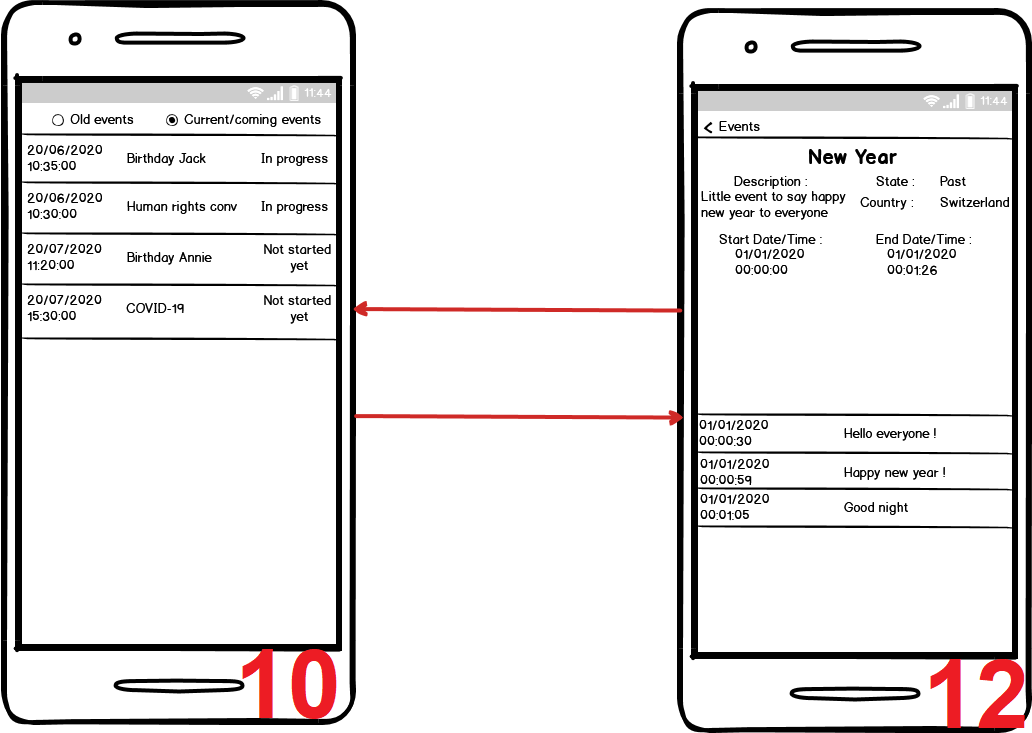 11:44
Old events Current/coming events
20/06/2020
10:35:00
Birthday Jack
In progress
20/06/2020
10:30:00
Human rights conv
In progress
20/07/2020
11:20:00
Birthday Annie
Not started
yet
20/07/2020
15:30:00
COVID-19
Not started
yet
10
11:44
< Events
New Year
Description :
Little event to say happy
new year to everyone
State : Past
Country : Switzerland
Start Date/Time :
01/01/2020
00:00:00
End Date/Time :
01/01/2020
00:01:26
01/01/2020
00:00:30
Hello everyone !
01/01/2020
00:00:59
Happy new year !
01/01/2020
00:01:05
Good night
12